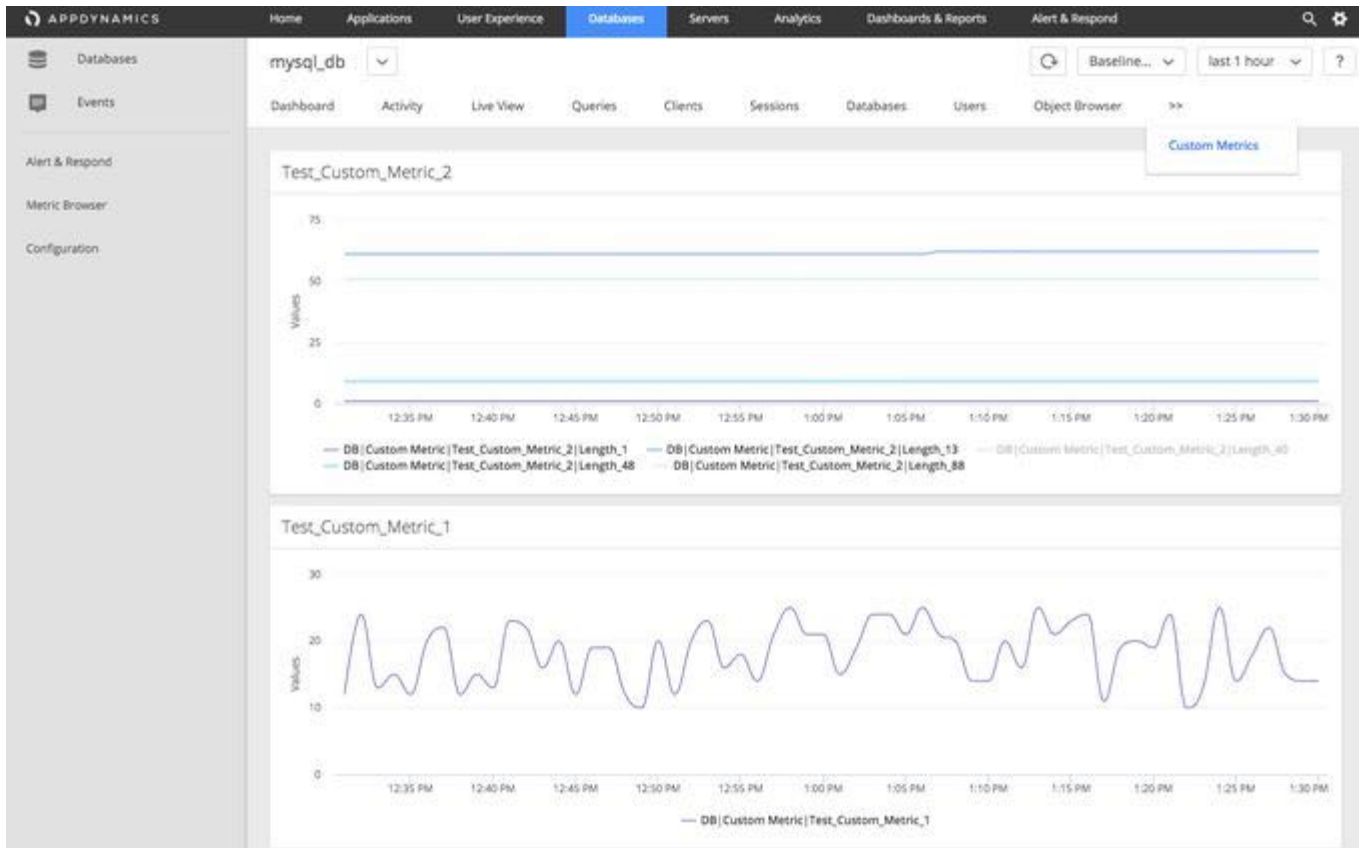 APPDYNAMICS Home Applications User Experience Databases Servers Analytics Dashboards & Reports Alert & Respond
Databases
Events
Alert & Respond
Metric Browser
Configuration
mysql_db Baseline... last 1 hour ?
Dashboard Activity Live View Queries Clients Sessions Databases Users Object Browser >>
Custom Metrics
Test_Custom_Metric_2
75
50
25
0
Values
12:35 PM 12:40 PM 12:45 PM 12:50 PM 12:55 PM 1:00 PM 1:05 PM 1:10 PM 1:15 PM 1:20 PM 1:25 PM 1:30 PM
DB|Custom Metric|Test_Custom_Metric_2|Length_1 DB|Custom Metric|Test_Custom_Metric_2|Length_13 DB|Custom Metric|Test_Custom_Metric_2|Length_40
DB|Custom Metric|Test_Custom_Metric_2|Length_48 DB|Custom Metric|Test_Custom_Metric_2|Length_88
Test_Custom_Metric_1
30
20
10
0
Values
12:35 PM 12:40 PM 12:45 PM 12:50 PM 12:55 PM 1:00 PM 1:05 PM 1:10 PM 1:15 PM 1:20 PM 1:25 PM 1:30 PM
DB|Custom Metric|Test_Custom_Metric_1